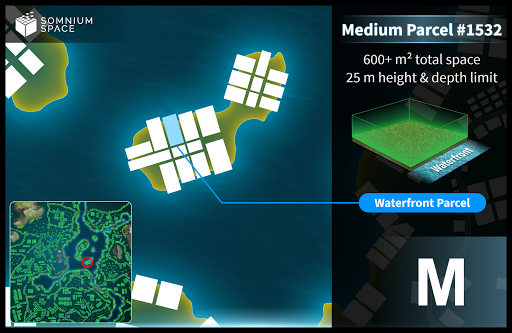 SOMNIUM
SPACE
Medium Parcel #1532
600+ m² total space
25 m height & depth limit
Waterfront
Waterfront Parcel
M